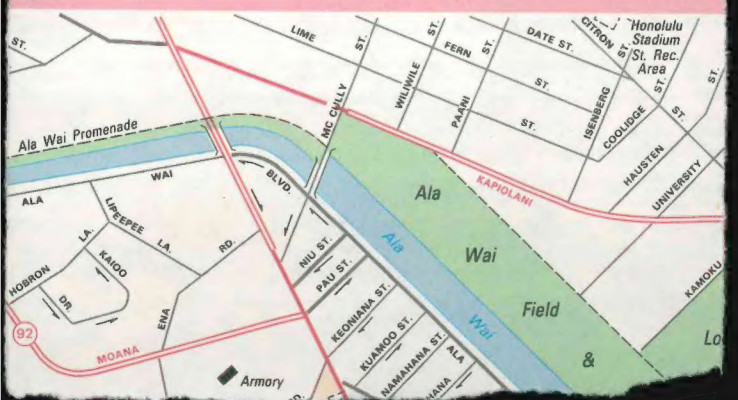 ST.
LIME
ST.
ST.
FERN
ST.
DATE ST.
CITRON
ST.
Honolulu
Stadium
St. Rec.
Area
ST.
MC CULLY
WILIWILE
PAANI
ST.
ST.
ISENBERG
COOLIDGE
ST.
HAUSTEN
UNIVERSITY
Ala Wai Promenade
KAPIOLANI
ALA
WAI
BLVD.
LIPEEPEE
LA.
Ala
Wai
Field
&
Ala
Wai
HOBRON
LA.
KAIOO
DR.
RD.
ENA
NIU ST.
PAU ST.
KEONIANA ST.
KUAMOO ST.
NAMAHANA ST.
ALA
KAMOKU
Lo
92
MOANA
Armory